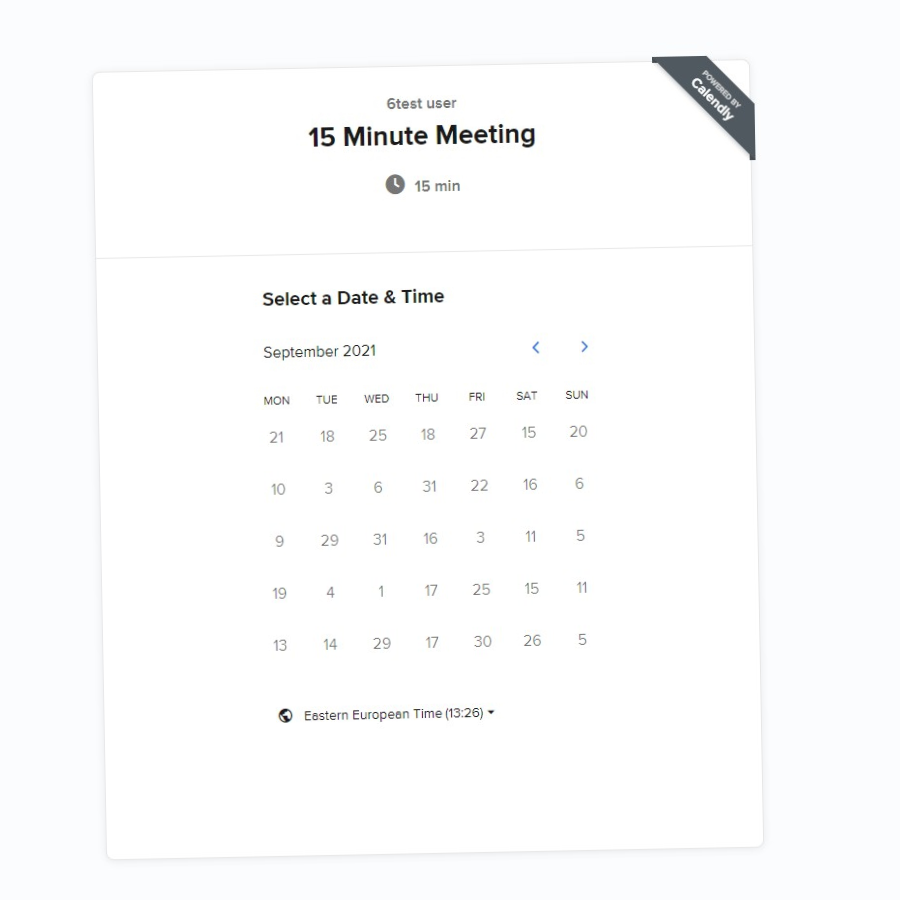 POWERED BY
Calendly
6test user
15 Minute Meeting
15 min
Select a Date & Time
September 2021
MON TUE WED THU FRI SAT SUN
21 18 25 18 27 15 20
10 3 6 31 22 16 6
9 29 31 16 3 11 5
19 4 1 17 25 15 11
13 14 29 17 30 26 5
Eastern European Time (13:26)